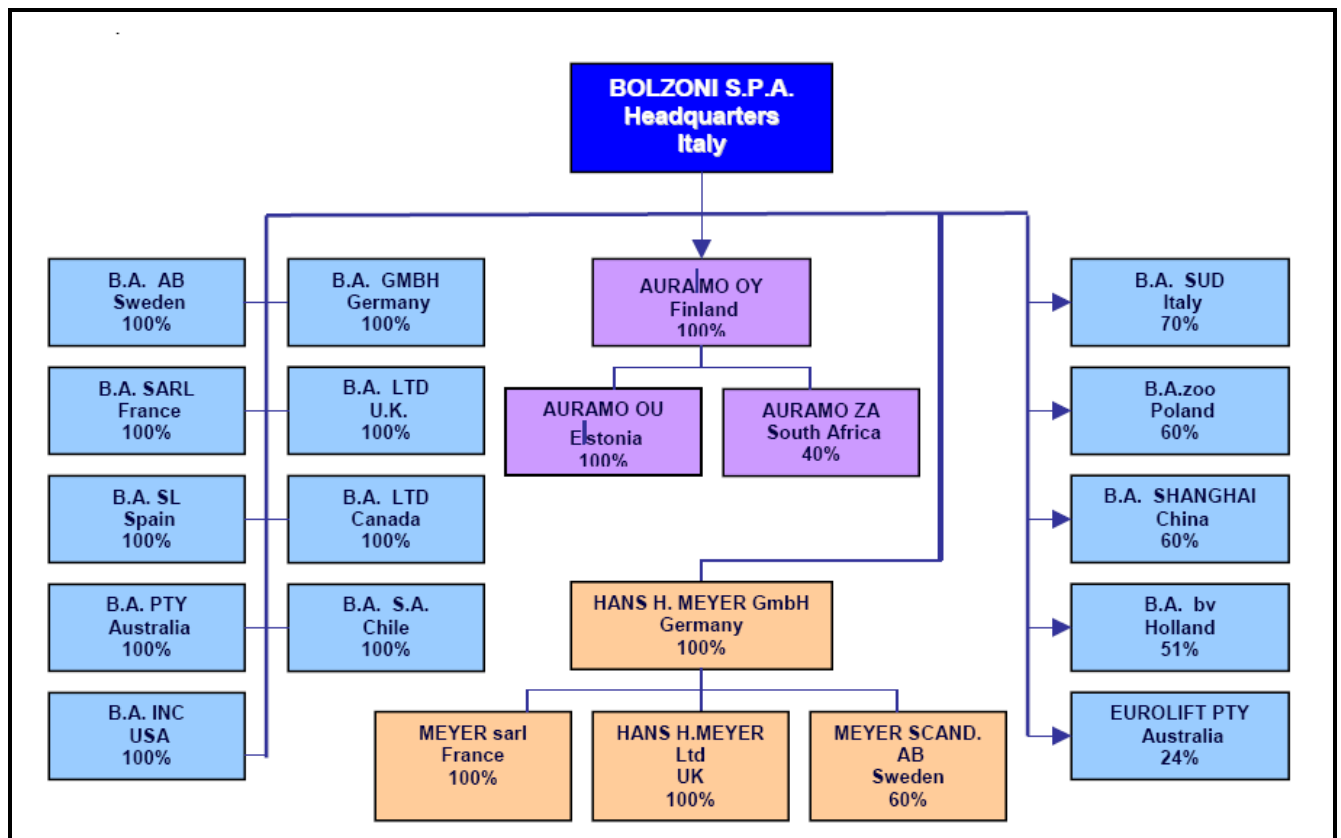 BOLZONI S.P.A.
Headquarters
Italy
B.A. AB
Sweden
100%
B.A. GMBH
Germany
100%
AURAMO OY
Finland
100%
B.A. SUD
Italy
70%
B.A. SARL
France
100%
B.A. LTD
U.K.
100%
AURAMO OU
Estonia
100%
AURAMO ZA
South Africa
40%
B.A.zoo
Poland
60%
B.A. SL
Spain
100%
B.A. LTD
Canada
100%
B.A. SHANGHAI
China
60%
B.A. PTY
Australia
100%
B.A. S.A.
Chile
100%
HANS H. MEYER GmbH
Germany
100%
B.A. bv
Holland
51%
B.A. INC
USA
100%
MEYER sarl
France
100%
HANS H.MEYER
Ltd
UK
100%
MEYER SCAND.
AB
Sweden
60%
EUROLIFT PTY
Australia
24%